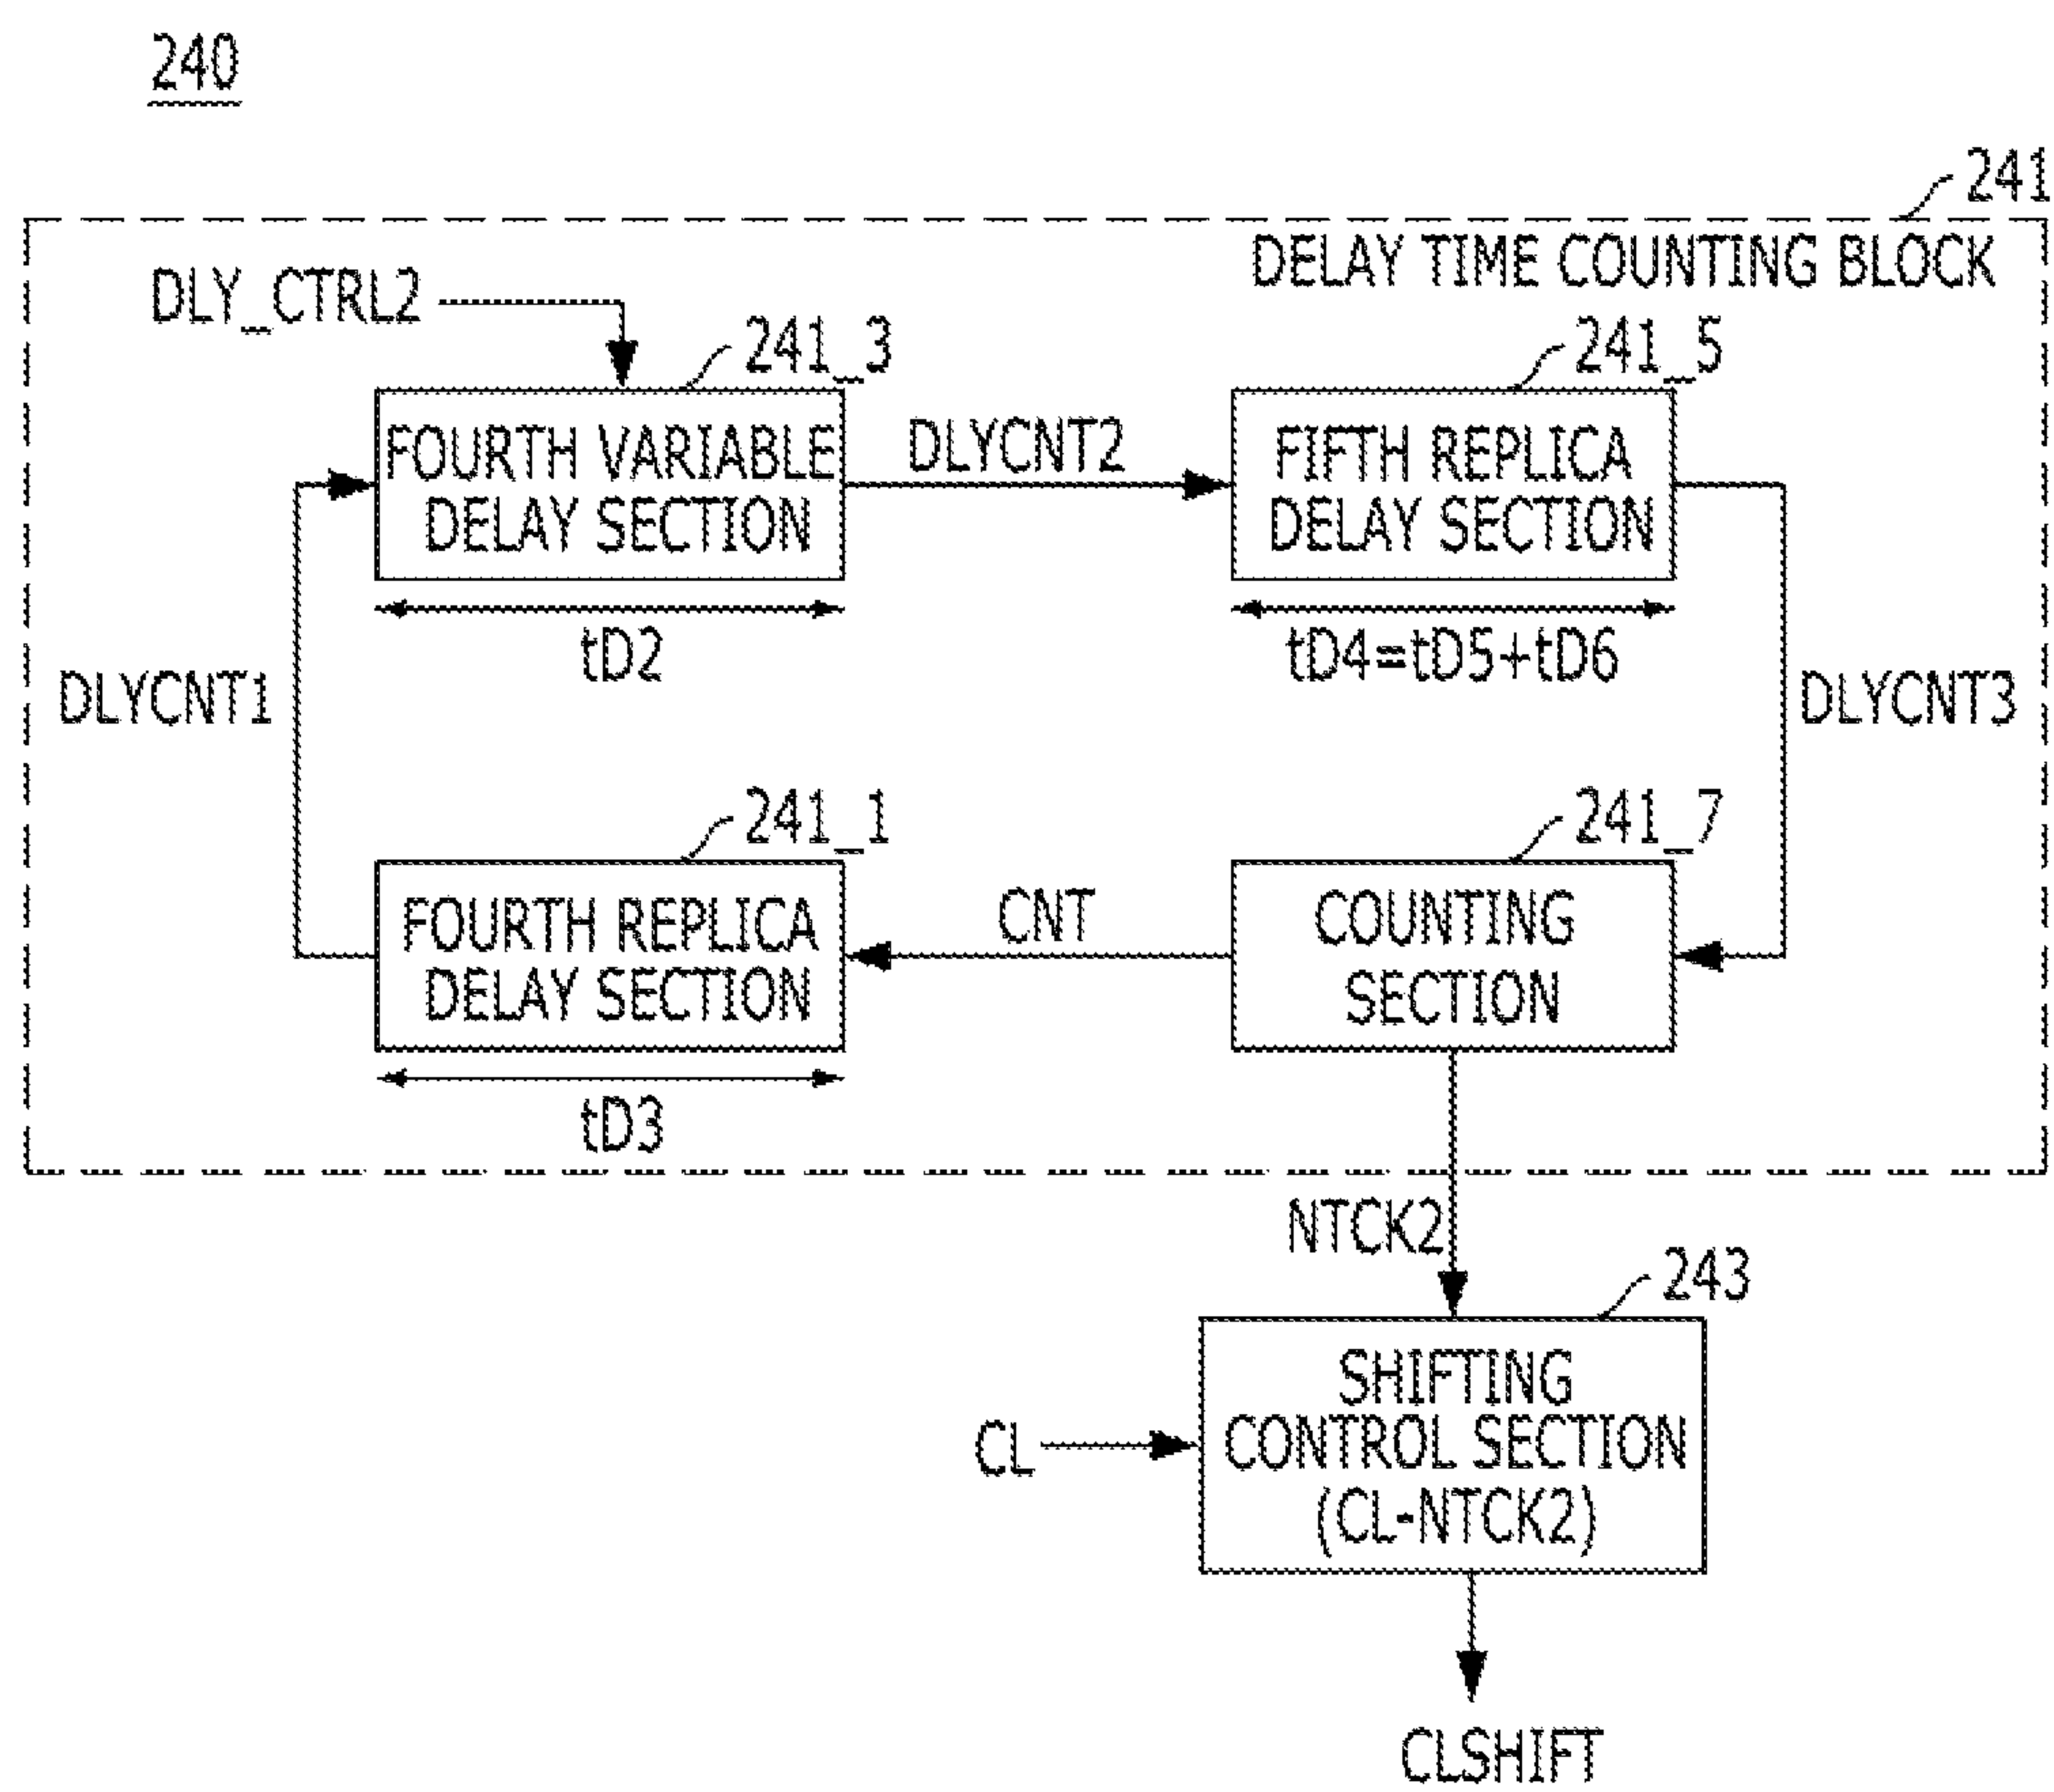 240
241
DELAY TIME COUNTING BLOCK
DLY_CTRL2
241_3
241_5
FOURTH VARIABLE
DELAY SECTION
DLYCNT2
FIFTH REPLICA
DELAY SECTION
tD2
tD4=tD5+tD6
DLYCNT1
DLYCNT3
241_1
241_7
FOURTH REPLICA
DELAY SECTION
CNT
COUNTING
SECTION
tD3
NTCK2
243
CL
SHIFTING
CONTROL SECTION
(CL-NTCK2)
CLSHIFT